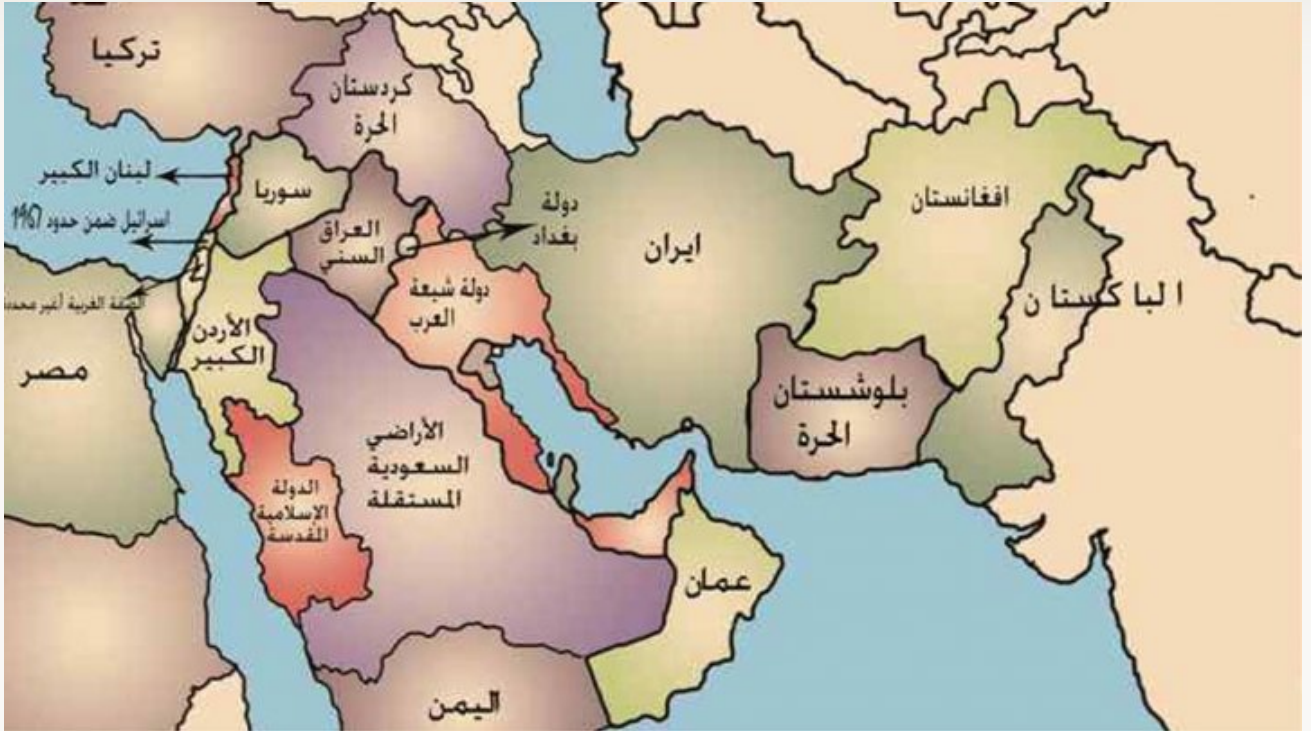 تركيا
كردستان
الحرة
لبنان الكبير
سوريا
اسرائيل ضمن حدود 1967
العراق
السني
دولة
بغداد
ايران
افغانستان
الباكستان
الغربية
دولة شيعة
العرب
الأردن
الكبير
مصر
بلوشستان
الحرة
الأراضي
السعودية
المستقلة
الدولة
الإسلامية
المقدسة
عمان
اليمن